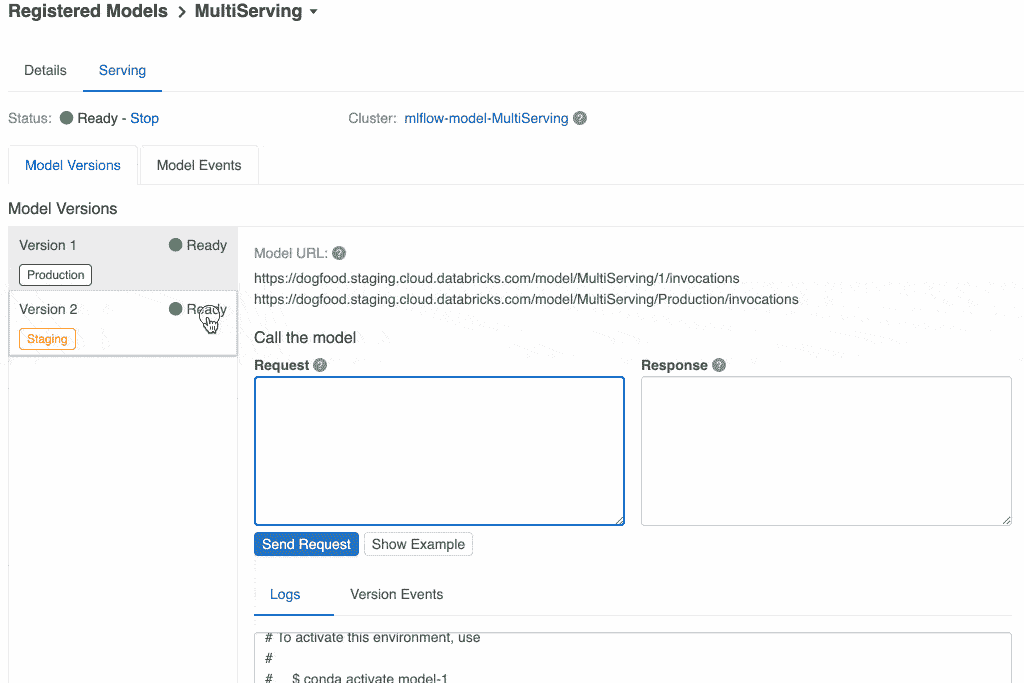 Registered Models > MultiServing
Details Serving
Status: Ready - Stop Cluster: mlflow-model-MultiServing ?
Model Versions Model Events
Model Versions
Version 1 Ready
Production
Version 2 Ready
Staging
Model URL: ?
https://dogfood.staging.cloud.databricks.com/model/MultiServing/1/invocations
https://dogfood.staging.cloud.databricks.com/model/MultiServing/Production/invocations
Call the model
Request ? Response ?
Send Request Show Example
Logs Version Events
# To activate this environment, use
#
# $ conda activate model-1